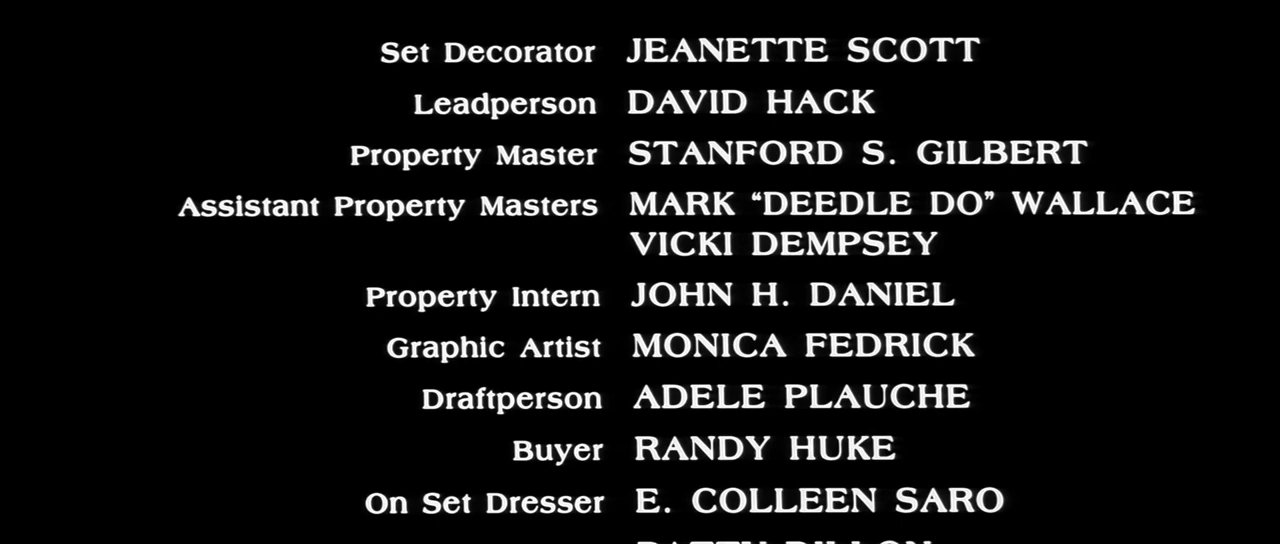 Set Decorator JEANETTE SCOTT
Leadperson DAVID HACK
Property Master STANFORD S. GILBERT
Assistant Property Masters MARK “DEEDLE DO” WALLACE
VICKI DEMPSEY
Property Intern JOHN H. DANIEL
Graphic Artist MONICA FEDRICK
Draftperson ADELE PLAUCHE
Buyer RANDY HUKE
On Set Dresser E. COLLEEN SARO